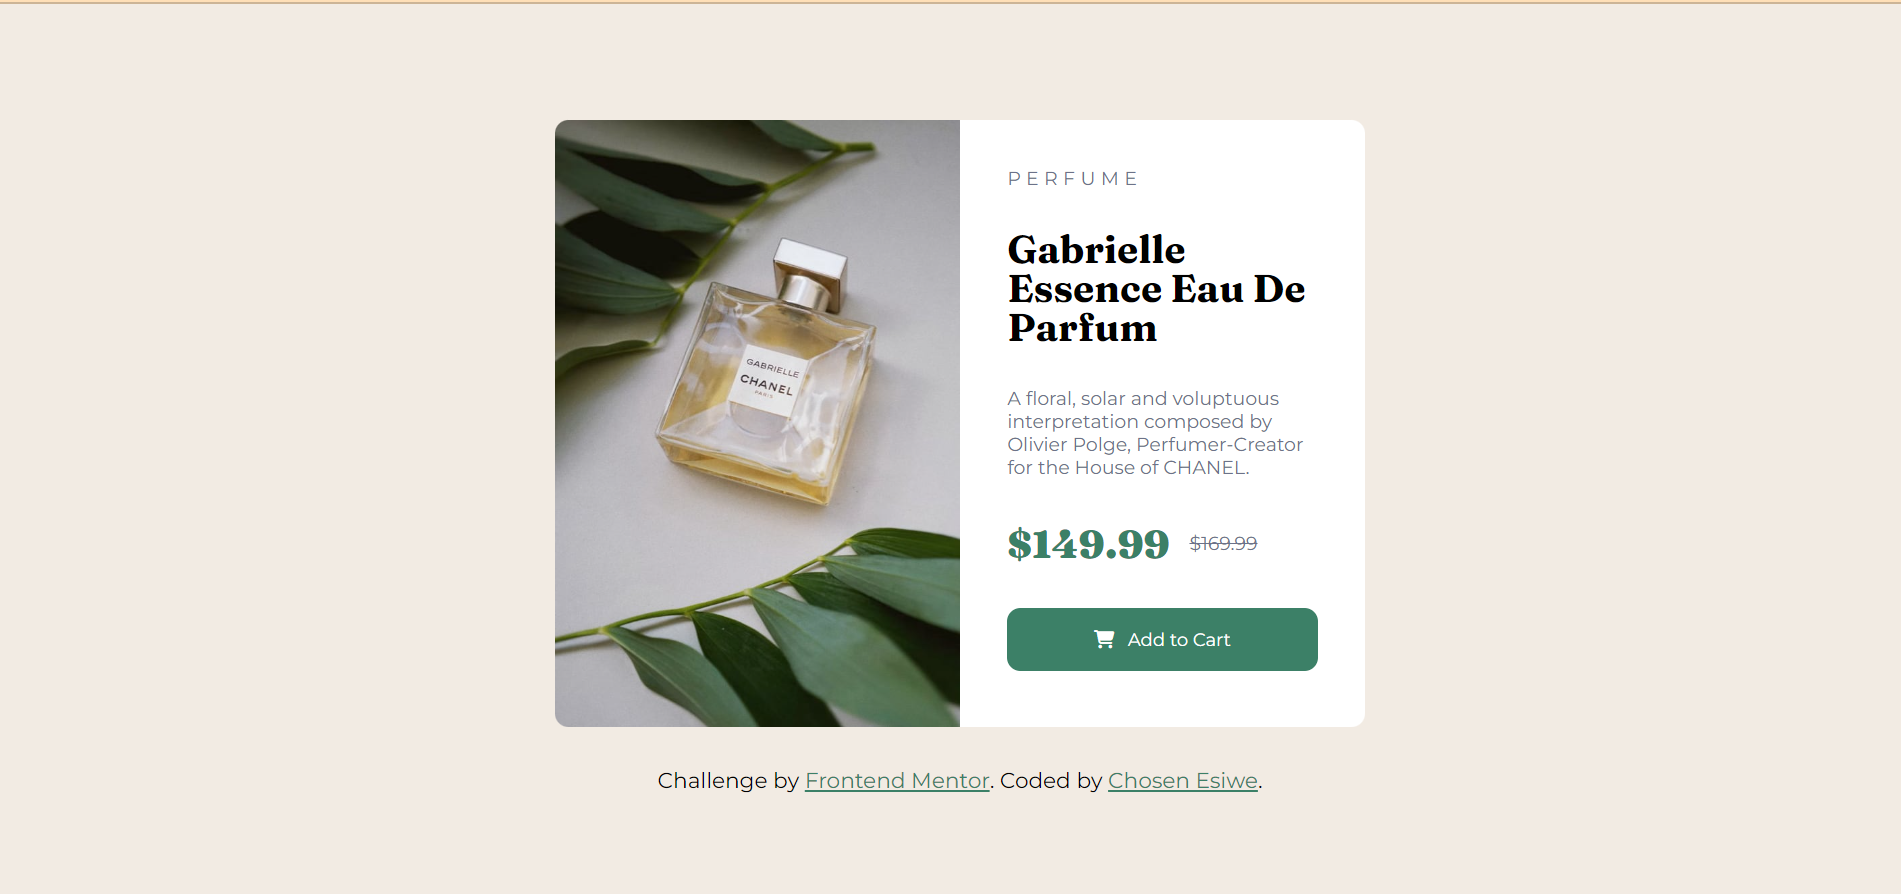 GABRIELLE
CHANEL
PARIS
PERFUME
Gabrielle
Essence Eau De
Parfum
A floral, solar and voluptuous
interpretation composed by
Olivier Polge, Perfumer-Creator
for the House of CHANEL.
$149.99 $169.99
Add to Cart
Challenge by Frontend Mentor. Coded by Chosen Esiwe.